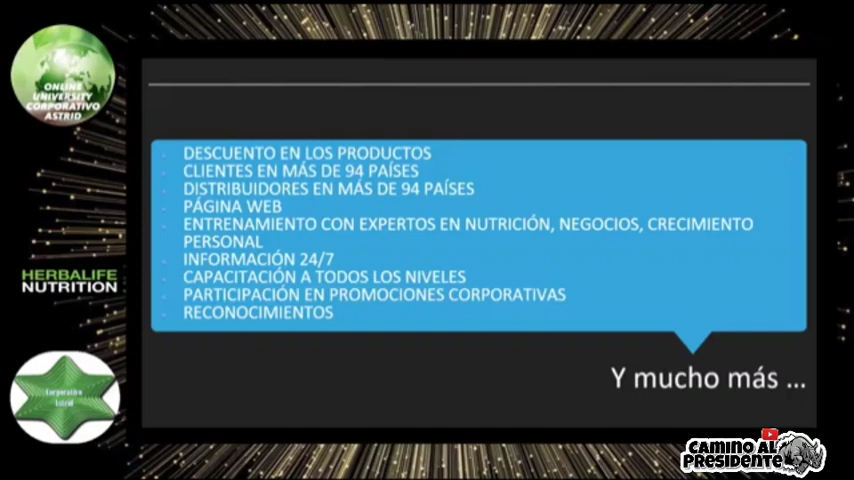 ONLINE
UNIVERSITY
CORPORATIVO
ASTRID
DESCUENTO EN LOS PRODUCTOS
CLIENTES EN MÁS DE 94 PAÍSES
DISTRIBUIDORES EN MÁS DE 94 PAÍSES
PÁGINA WEB
ENTRENAMIENTO CON EXPERTOS EN NUTRICIÓN, NEGOCIOS, CRECIMIENTO
PERSONAL
INFORMACIÓN 24/7
CAPACITACIÓN A TODOS LOS NIVELES
PARTICIPACIÓN EN PROMOCIONES CORPORATIVAS
RECONOCIMIENTOS
HERBALIFE
NUTRITION
Corporativo
Astrid
Y mucho más ...
CAMINO AL
PRESIDENTE